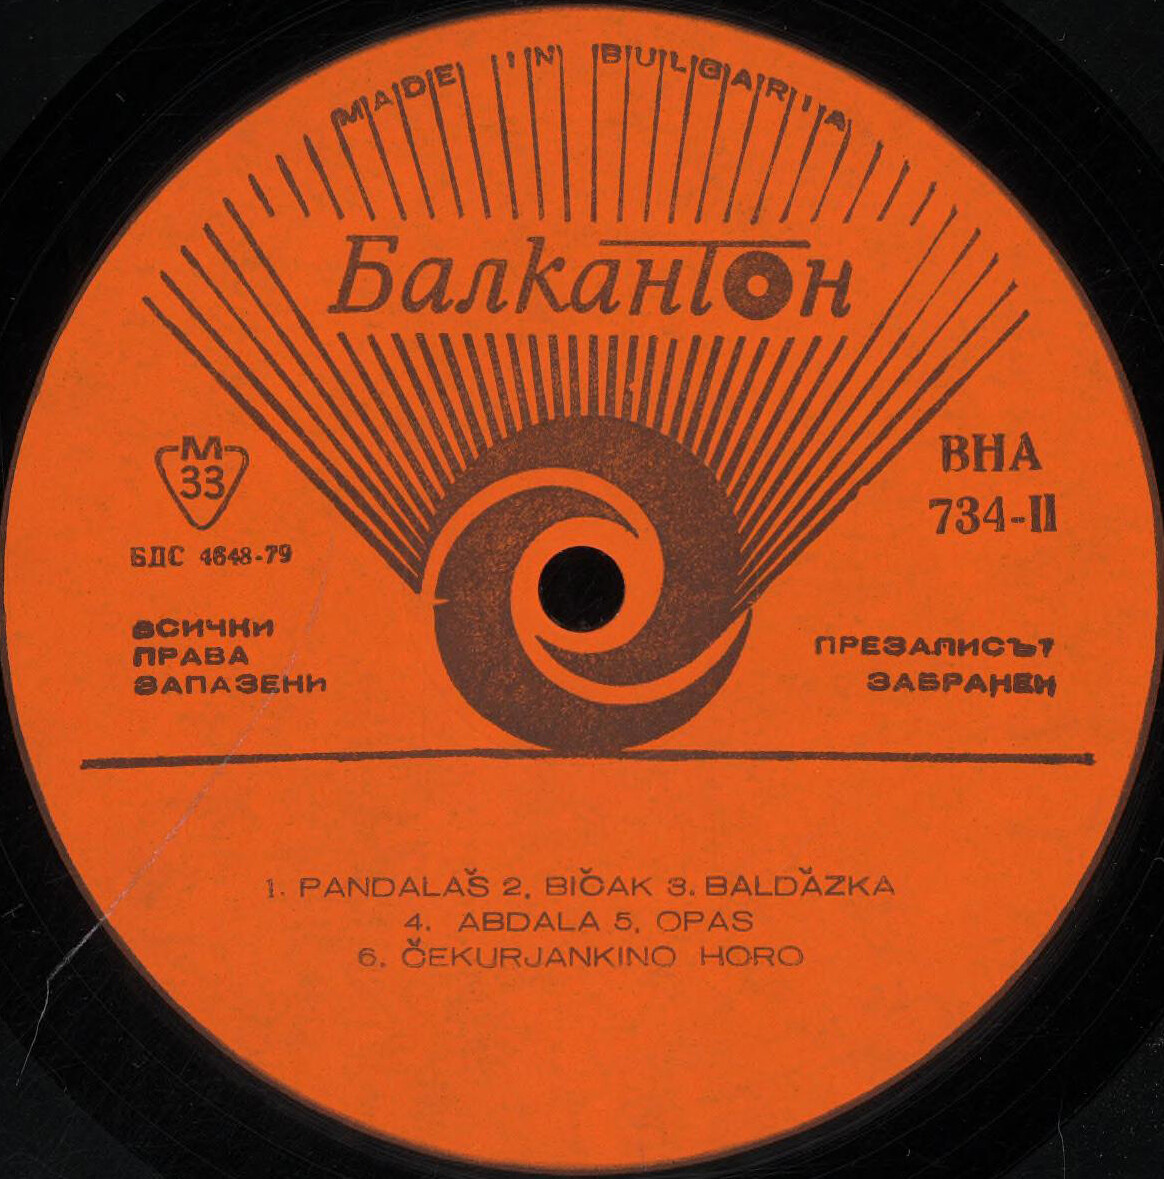 MADE IN BULGARIA
Балкантон
М
33
БДС 4648-79
ВСИЧКИ
ПРАВА
ЗАПАЗЕНИ
ВНА
734-II
ПРЕЗАПИСЪТ
ЗАБРАНЕН
1. PANDALAŠ 2. BIČAK 3. BALDǍZKA
4. ABDALA 5. OPAS
6. ČEKURJANKINO HORO